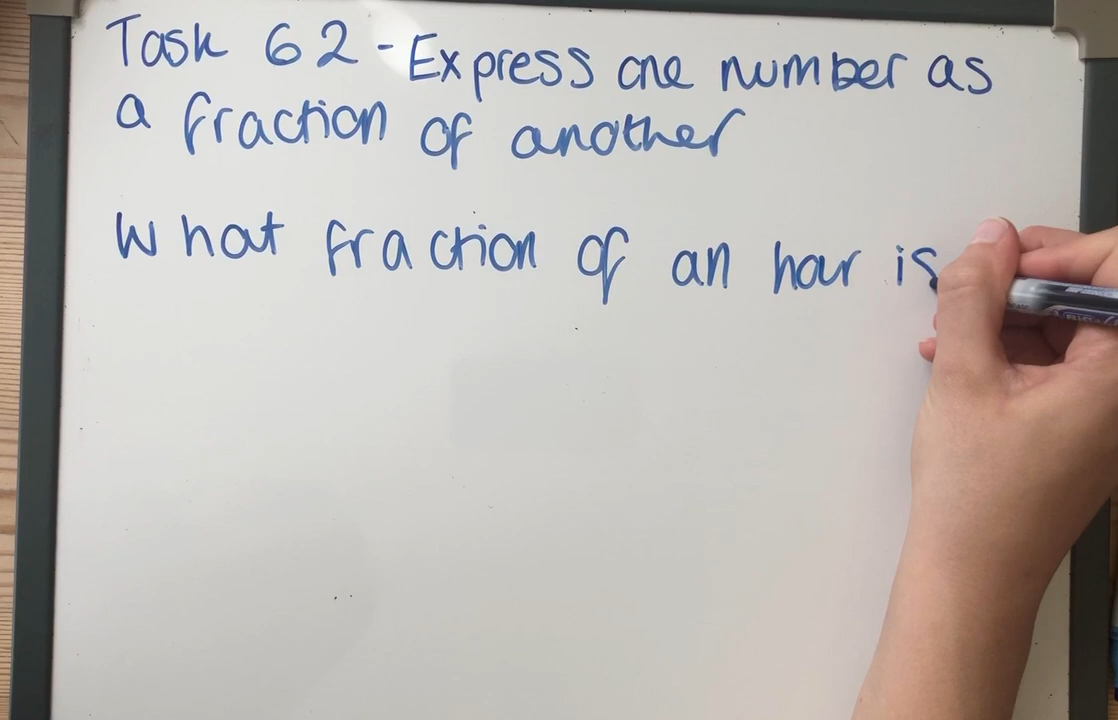 Task 62 - Express one number as
a fraction of another
What fraction of an hour is